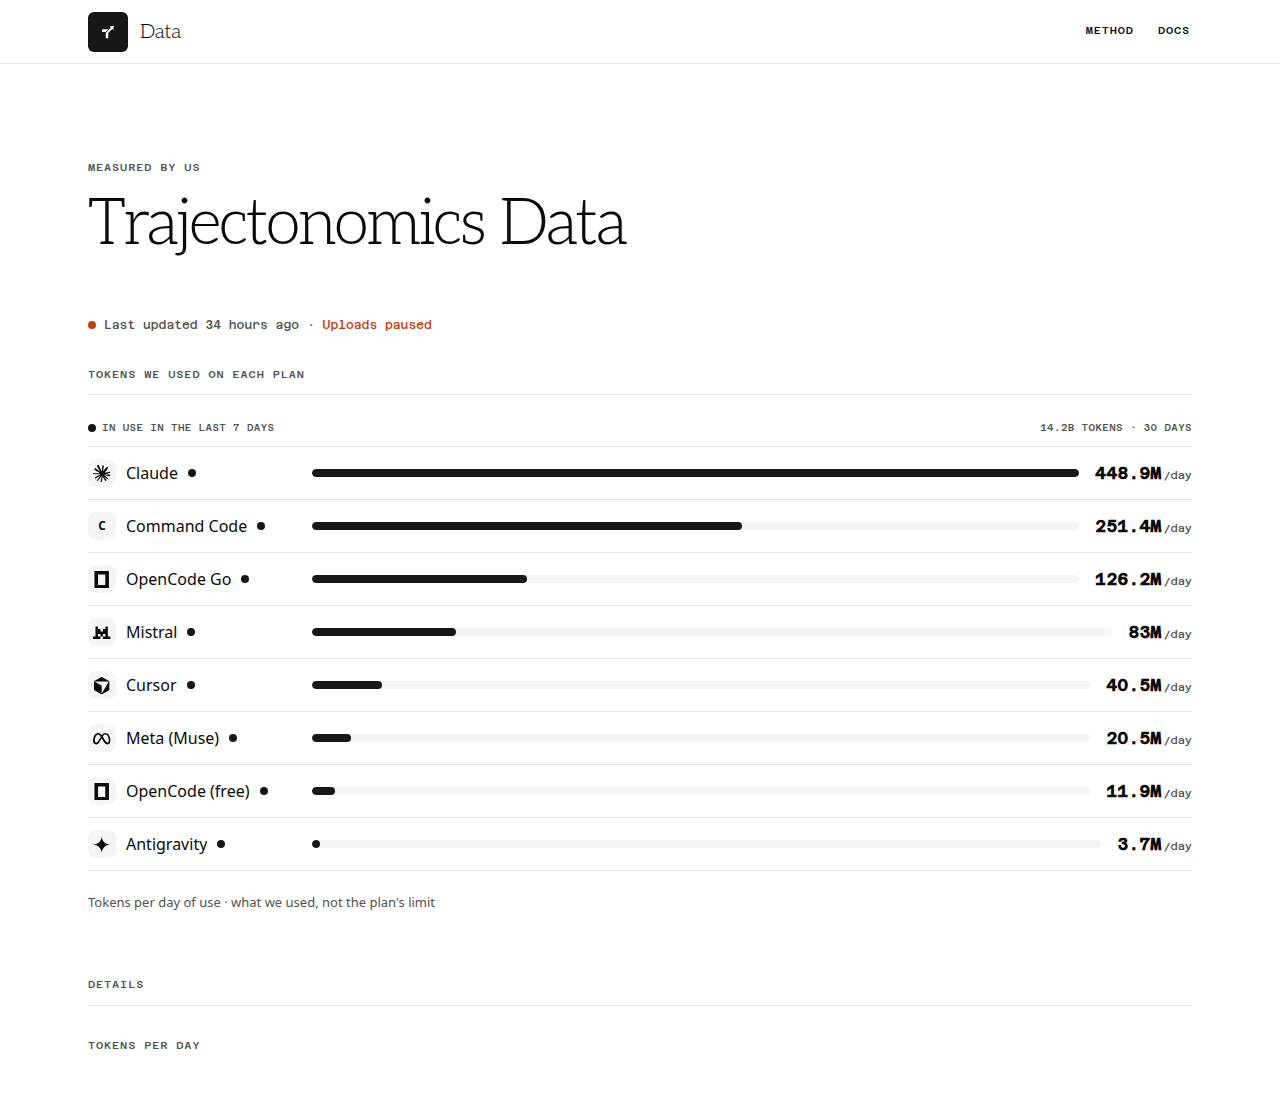 Data
METHOD DOCS
MEASURED BY US
Trajectonomics Data
Last updated 34 hours ago · Uploads paused
TOKENS WE USED ON EACH PLAN
IN USE IN THE LAST 7 DAYS
14.2B TOKENS · 30 DAYS
Claude 448.9M/day
C Command Code 251.4M/day
OpenCode Go 126.2M/day
Mistral 83M/day
Cursor 40.5M/day
Meta (Muse) 20.5M/day
OpenCode (free) 11.9M/day
Antigravity 3.7M/day
Tokens per day of use · what we used, not the plan's limit
DETAILS
TOKENS PER DAY